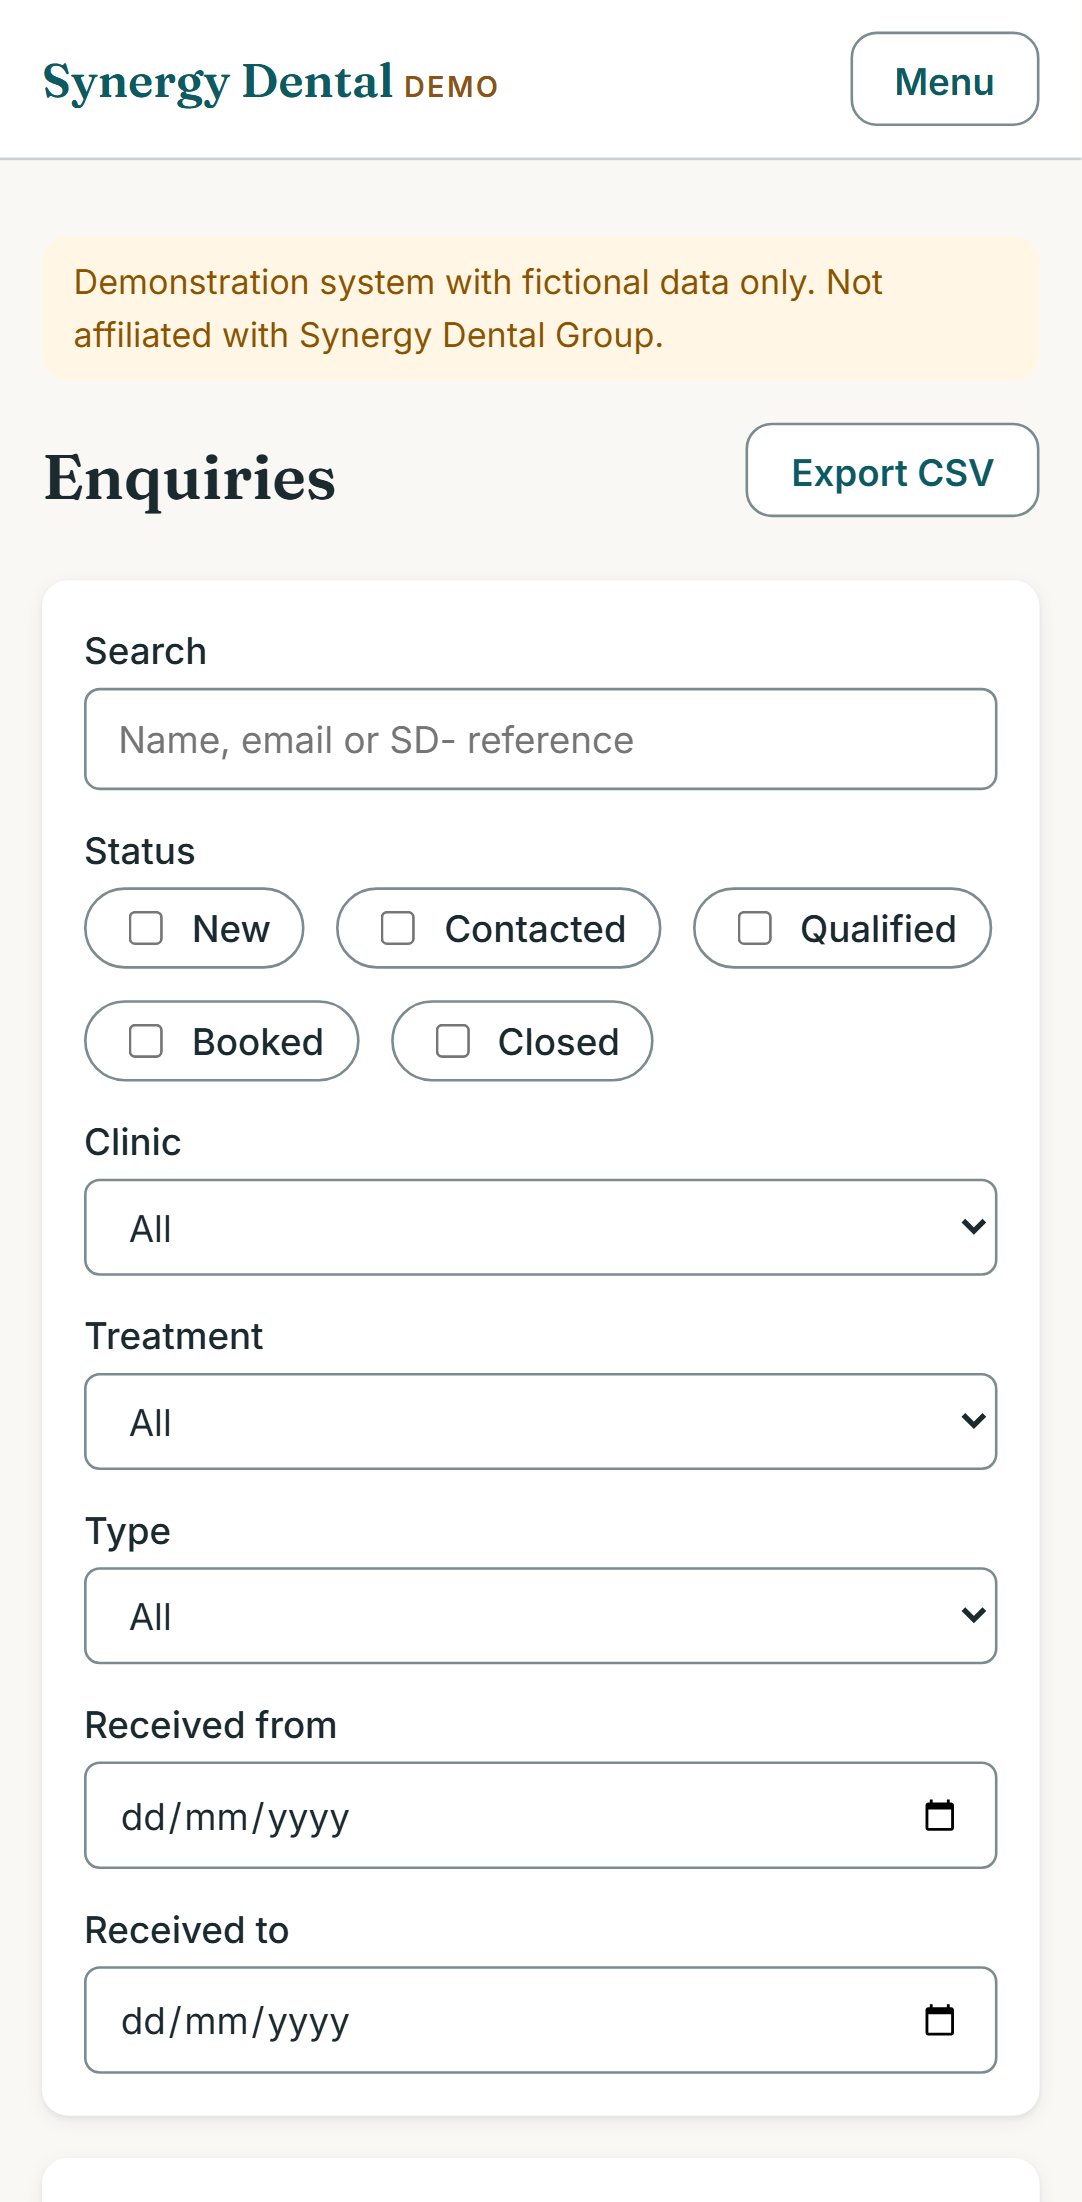 Synergy Dental DEMO
Menu
Demonstration system with fictional data only. Not
affiliated with Synergy Dental Group.
Enquiries
Export CSV
Search
Name, email or SD- reference
Status
New
Contacted
Qualified
Booked
Closed
Clinic
All
Treatment
All
Type
All
Received from
dd/mm/yyyy
Received to
dd/mm/yyyy